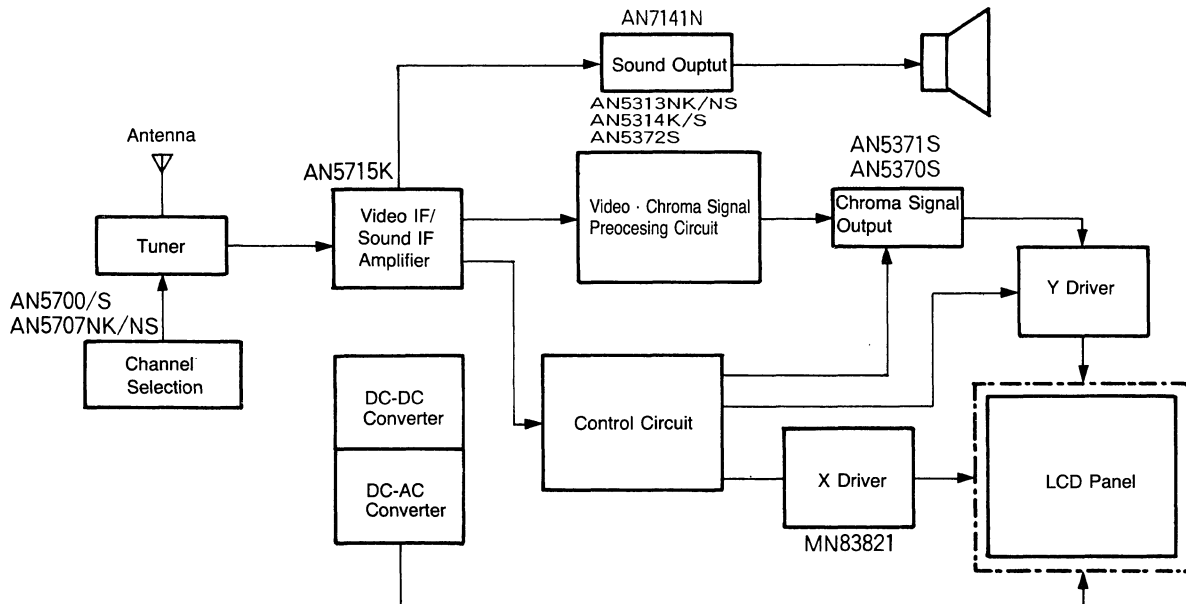 AN7141N
Sound Ouptut
AN5313NK/NS
AN5314K/S
AN5372S
Antenna
AN5715K
AN5371S
AN5370S
Tuner
Video IF/
Sound IF
Amplifier
Video · Chroma Signal
Preocesing Circuit
Chroma Signal
Output
AN5700/S
AN5707NK/NS
Channel
Selection
Y Driver
DC-DC
Converter
Control Circuit
DC-AC
Converter
X Driver
MN83821
LCD Panel